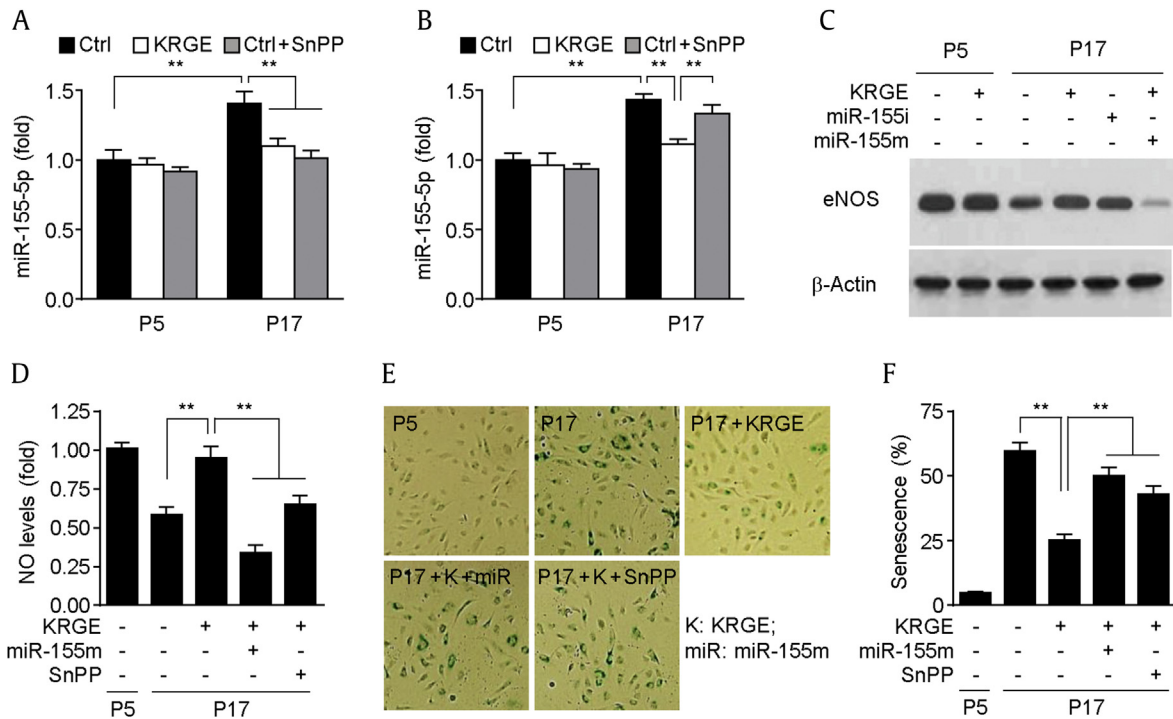 A
Ctrl KRGE Ctrl+SnPP
** **
miR-155-5p (fold)
1.5
1.0
0.5
0.0
P5 P17
B
Ctrl KRGE Ctrl+SnPP
** ** **
miR-155-5p (fold)
1.5
1.0
0.5
0.0
P5 P17
C
P5 P17
KRGE - + - + - +
miR-155i - - - - + -
miR-155m - - - - - +
eNOS
β-Actin
D
NO levels (fold)
1.25
1.00
0.75
0.50
0.25
0.00
** **
KRGE - - + + +
miR-155m - - - + -
SnPP - - - - +
P5 P17
E
P5 P17 P17+KRGE
P17+K+miR P17+K+SnPP
K: KRGE;
miR: miR-155m
F
Senescence (%)
75
50
25
0
** **
KRGE - - + + +
miR-155m - - - + -
SnPP - - - - +
P5 P17